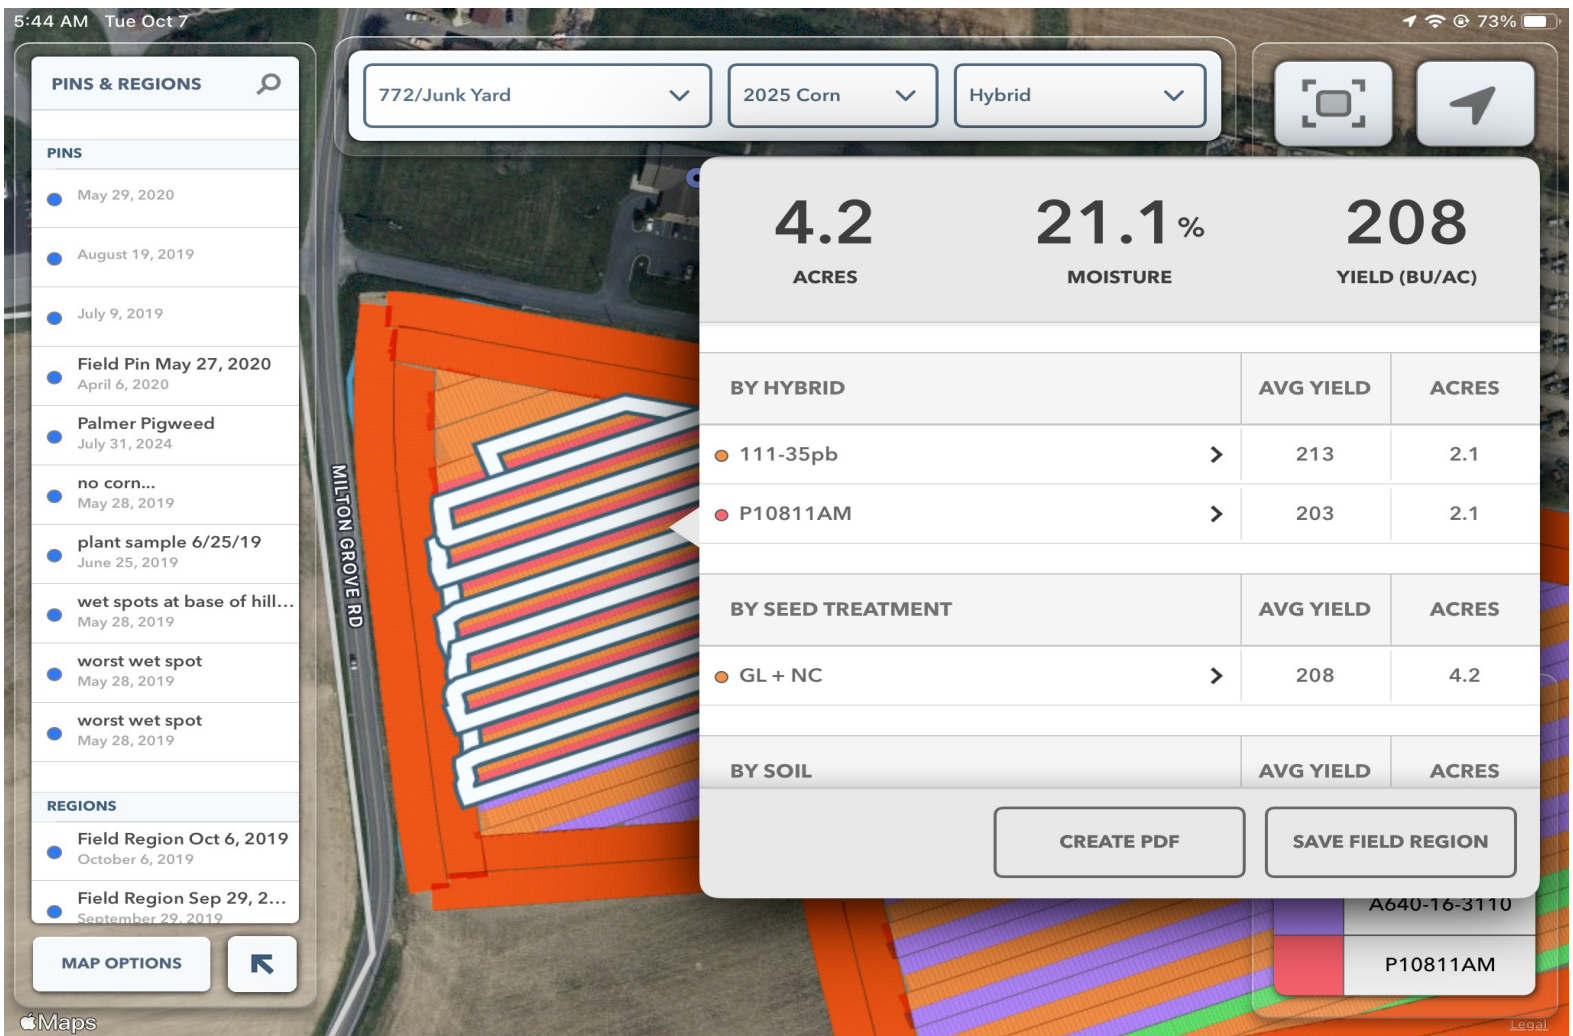 5:44 AM Tue Oct 7
73%
PINS & REGIONS
772/Junk Yard
2025 Corn
Hybrid
PINS
May 29, 2020
August 19, 2019
July 9, 2019
Field Pin May 27, 2020
April 6, 2020
Palmer Pigweed
July 31, 2024
no corn...
May 28, 2019
plant sample 6/25/19
June 25, 2019
wet spots at base of hill...
May 28, 2019
worst wet spot
May 28, 2019
worst wet spot
May 28, 2019
REGIONS
Field Region Oct 6, 2019
October 6, 2019
Field Region Sep 29, 2...
September 29, 2019
MAP OPTIONS
Maps
MILTON GROVE RD
4.2 21.1% 208
ACRES MOISTURE YIELD (BU/AC)
BY HYBRID AVG YIELD ACRES
111-35pb 213 2.1
P10811AM 203 2.1
BY SEED TREATMENT AVG YIELD ACRES
GL + NC 208 4.2
BY SOIL AVG YIELD ACRES
CREATE PDF SAVE FIELD REGION
A640-16-3110
P10811AM
Legal